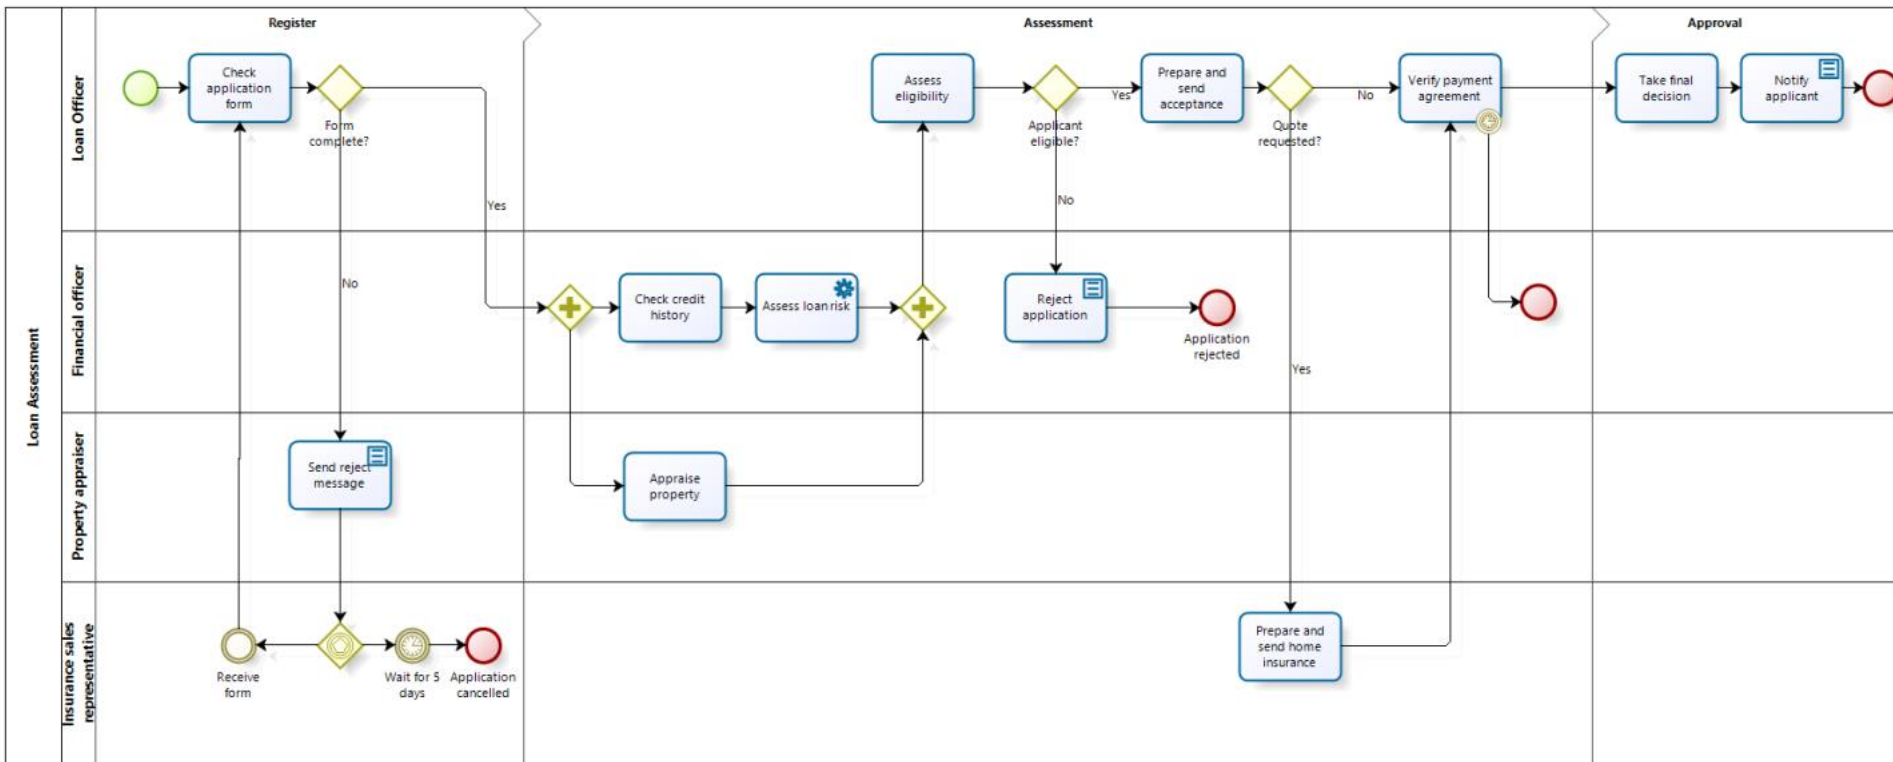 Register
Assessment
Approval
Loan Assessment
Loan Officer
Check
application
form
Form
complete?
Yes
No
Assess
eligibility
Applicant
eligible?
Yes
No
Prepare and
send
acceptance
Quote
requested?
No
Yes
Verify payment
agreement
Take final
decision
Notify
applicant
Financial officer
Check credit
history
Assess loan risk
Reject
application
Application
rejected
Property appraiser
Send reject
message
Appraise
property
Insurance sales
representative
Receive
form
Wait for 5
days
Application
cancelled
Prepare and
send home
insurance